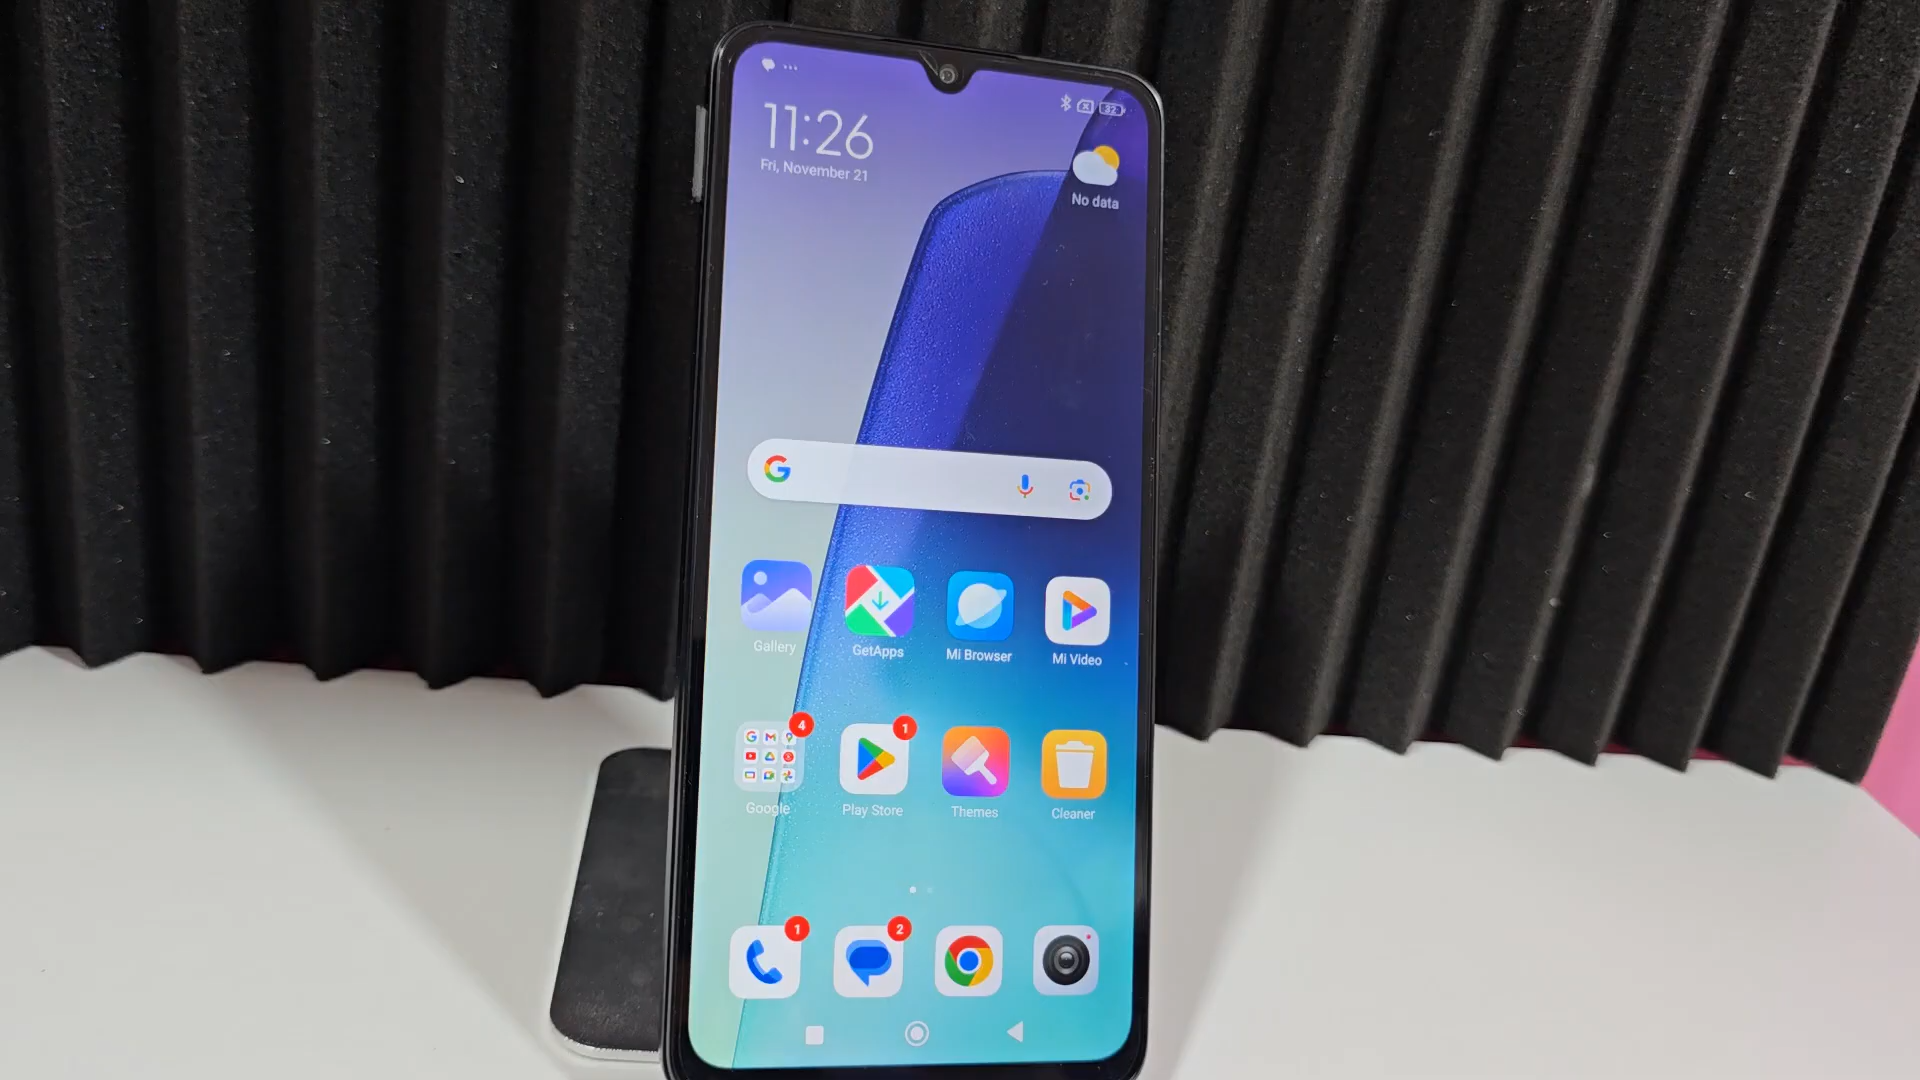 11:26
Fri, November 21
32
No data
Gallery
GetApps
Mi Browser
Mi Video
4
1
Google
Play Store
Themes
Cleaner
1
2